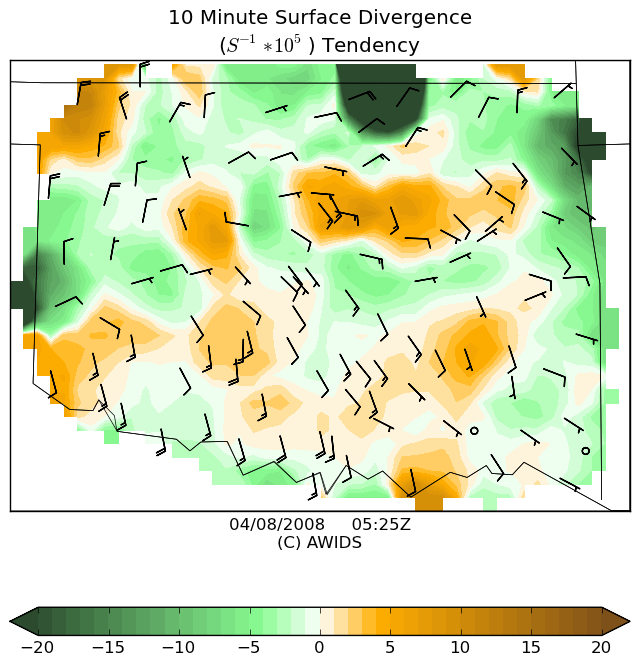 10 Minute Surface Divergence
(S⁻¹ *10⁵ ) Tendency
04/08/2008 05:25Z
(C) AWIDS
−20 −15 −10 −5 0 5 10 15 20